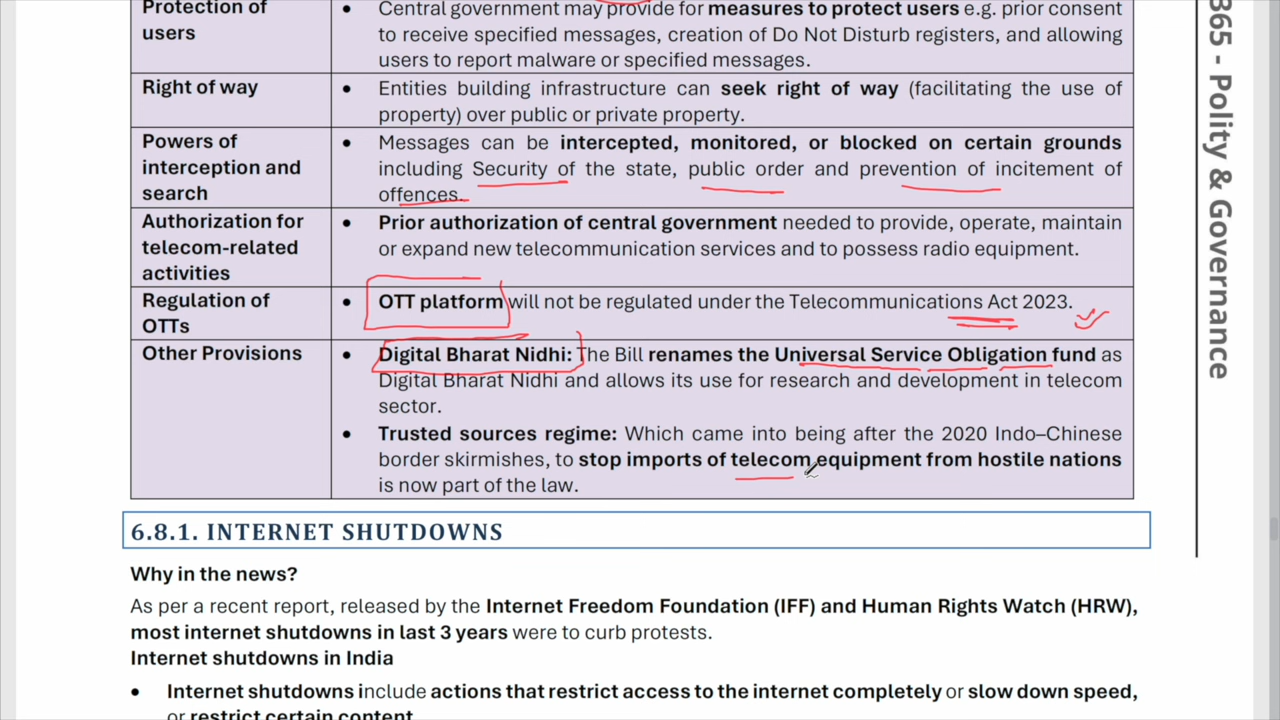 Protection of
users
Central government may provide for measures to protect users e.g. prior consent
to receive specified messages, creation of Do Not Disturb registers, and allowing
users to report malware or specified messages.
Right of way
• Entities building infrastructure can seek right of way (facilitating the use of
property) over public or private property.
Powers of
interception and
search
• Messages can be intercepted, monitored, or blocked on certain grounds
including Security of the state, public order and prevention of incitement of
offences.
Authorization for
telecom-related
activities
• Prior authorization of central government needed to provide, operate, maintain
or expand new telecommunication services and to possess radio equipment.
Regulation of
OTTs
• OTT platform will not be regulated under the Telecommunications Act 2023.
Other Provisions
• Digital Bharat Nidhi: The Bill renames the Universal Service Obligation fund as
Digital Bharat Nidhi and allows its use for research and development in telecom
sector.
• Trusted sources regime: Which came into being after the 2020 Indo–Chinese
border skirmishes, to stop imports of telecom equipment from hostile nations
is now part of the law.
6.8.1. INTERNET SHUTDOWNS
Why in the news?
As per a recent report, released by the Internet Freedom Foundation (IFF) and Human Rights Watch (HRW),
most internet shutdowns in last 3 years were to curb protests.
Internet shutdowns in India
• Internet shutdowns include actions that restrict access to the internet completely or slow down speed,
or restrict certain content.
365 - Polity & Governance